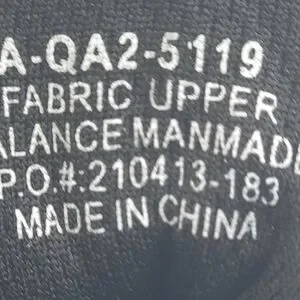 A-QA2-5119
FABRIC UPPER
ALANCE MANMADE
P.O.#:210413-183
MADE IN CHINA